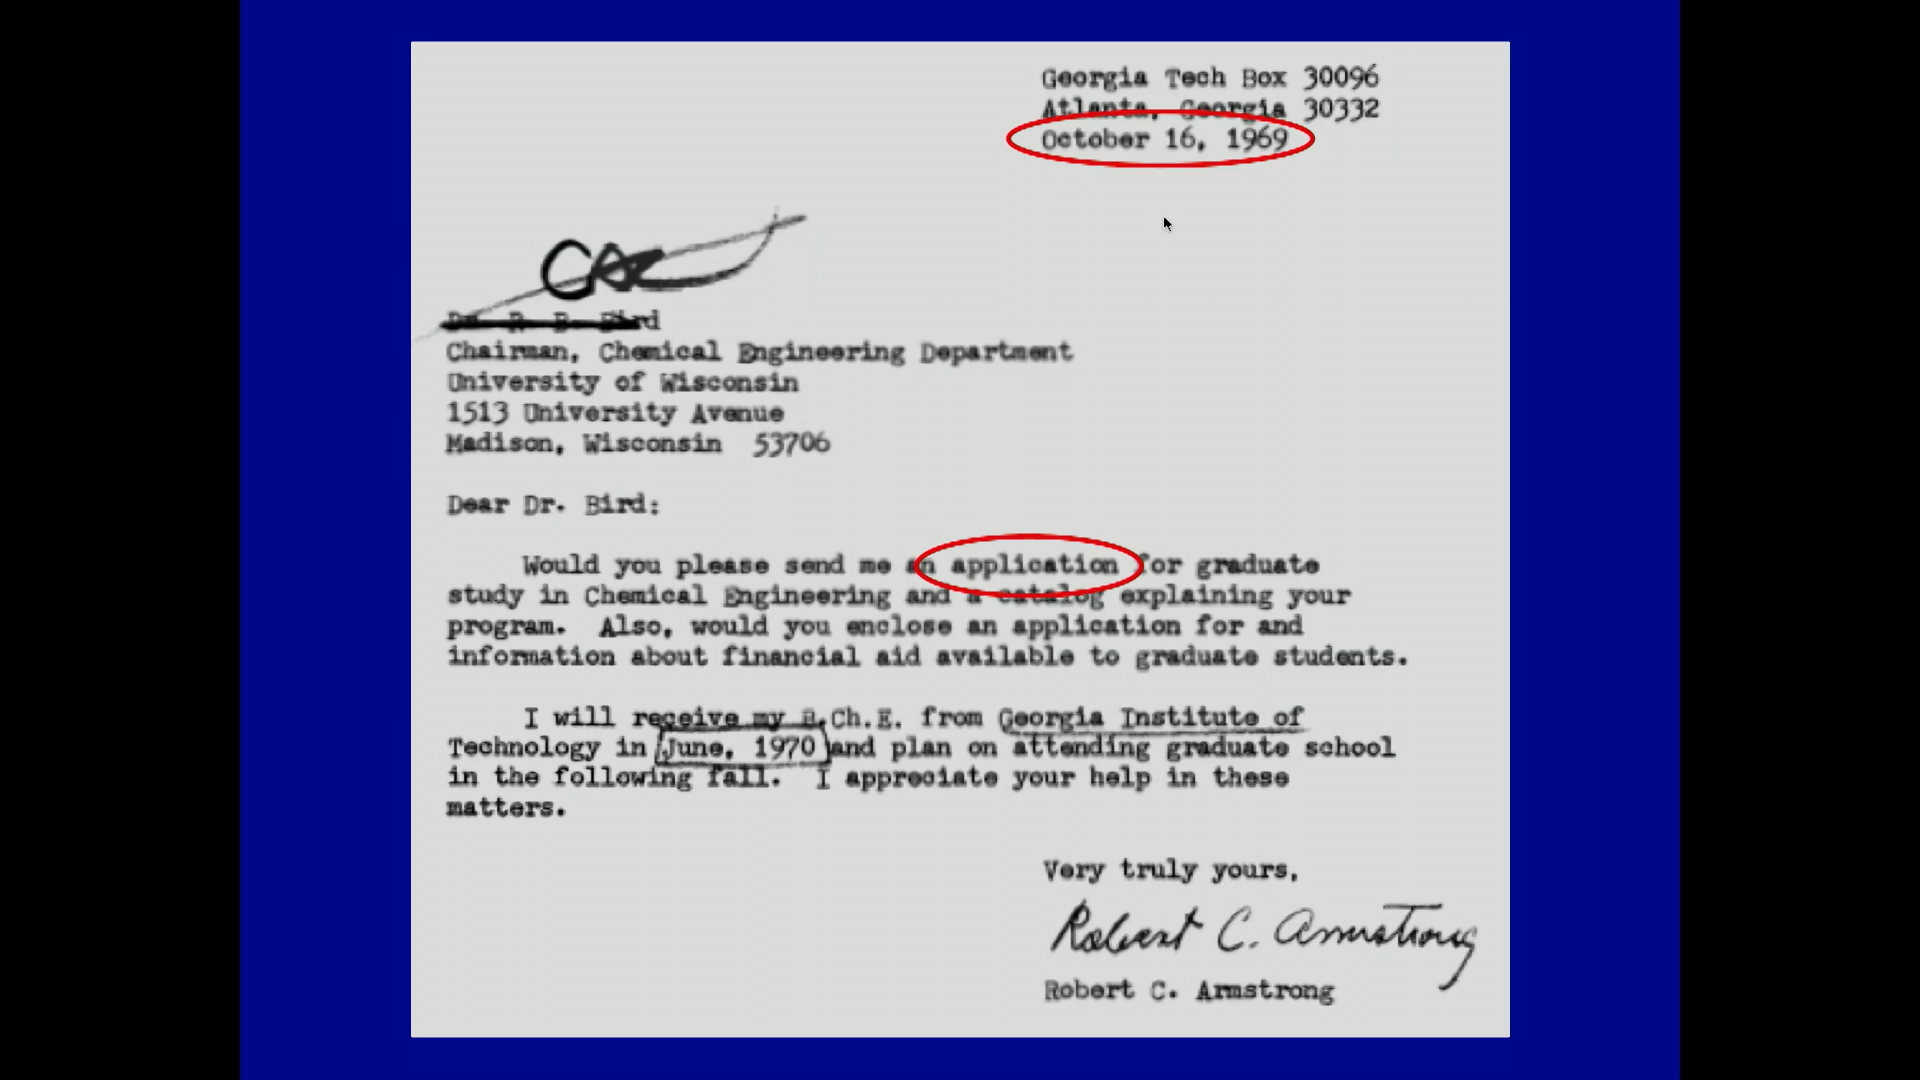 Georgia Tech Box 30096
Atlanta, Georgia 30332
October 16, 1969
Dr. R. B. Bird
Chairman, Chemical Engineering Department
University of Wisconsin
1513 University Avenue
Madison, Wisconsin 53706
Dear Dr. Bird:
Would you please send me an application for graduate
study in Chemical Engineering and a catalog explaining your
program. Also, would you enclose an application for and
information about financial aid available to graduate students.
I will receive my B.Ch.E. from Georgia Institute of
Technology in June, 1970 and plan on attending graduate school
in the following fall. I appreciate your help in these
matters.
Very truly yours,
Robert C. Armstrong
Robert C. Armstrong